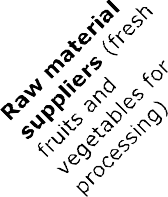 Raw material
suppliers (fresh
fruits and
vegetables for
processing)